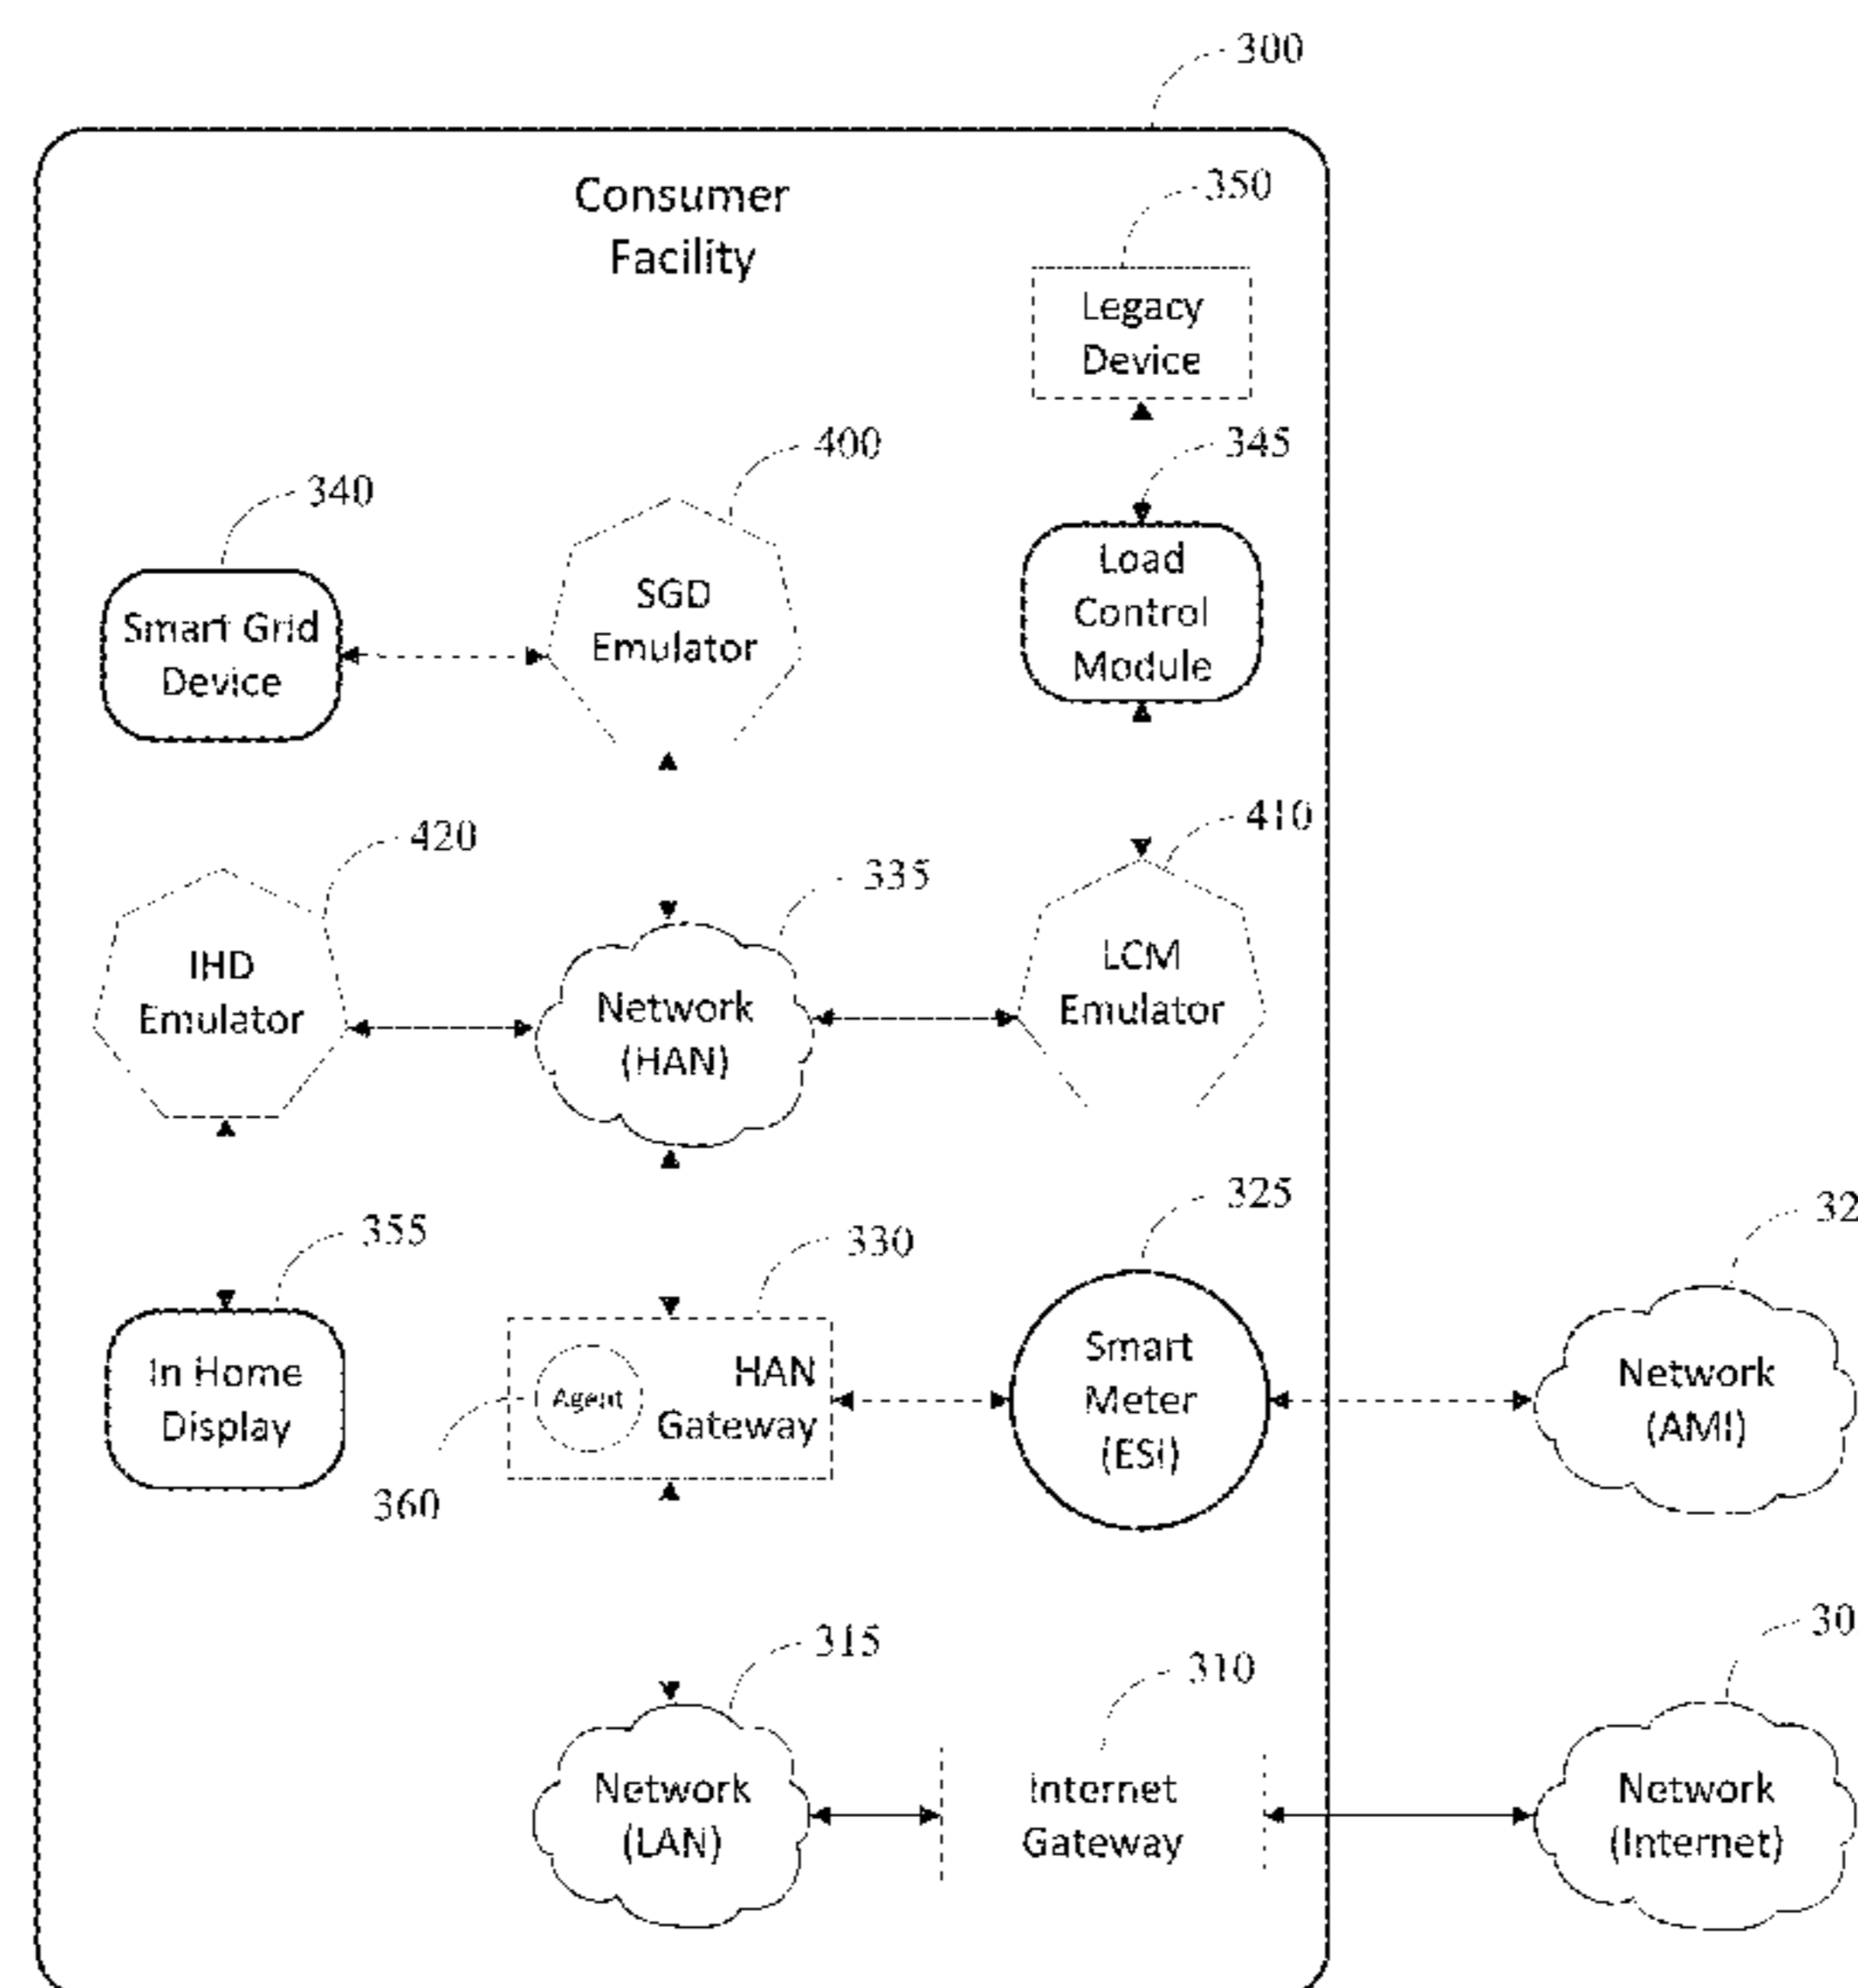 300
Consumer
Facility
350
Legacy
Device
400
345
340
SGD
Emulator
Load
Control
Module
Smart Grid
Device
420
335
410
IHD
Emulator
Network
(HAN)
LCM
Emulator
355
330
325
32
In Home
Display
Agent
HAN
Gateway
Smart
Meter
(ESI)
Network
(AMI)
360
315
310
30
Network
(LAN)
Internet
Gateway
Network
(Internet)